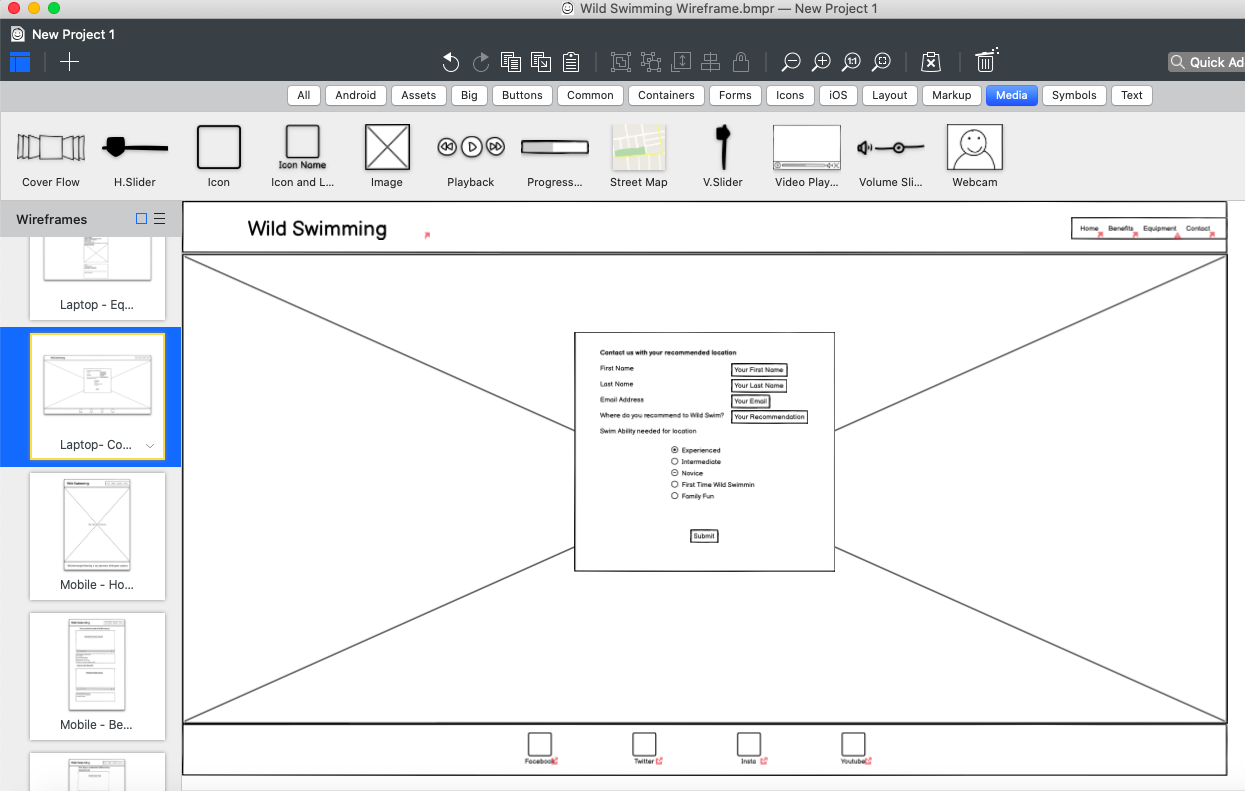 Wild Swimming Wireframe.bmpr — New Project 1
New Project 1
1:1
Quick Ad
All Android Assets Big Buttons Common Containers Forms Icons iOS Layout Markup Media Symbols Text
Icon Name
Cover Flow H.Slider Icon Icon and L... Image Playback Progress... Street Map V.Slider Video Play... Volume Sli... Webcam
Wireframes
Laptop - Eq...
Laptop- Co...
Mobile - Ho...
Mobile - Be...
Wild Swimming
Home Benefits Equipment Contact
Contact us with your recommended location
First Name Your First Name
Last Name Your Last Name
Email Address Your Email
Where do you recommend to Wild Swim? Your Recommendation
Swim Ability needed for location
Experienced
Intermediate
Novice
First Time Wild Swimmin
Family Fun
Submit
Facebook Twitter Insta Youtube